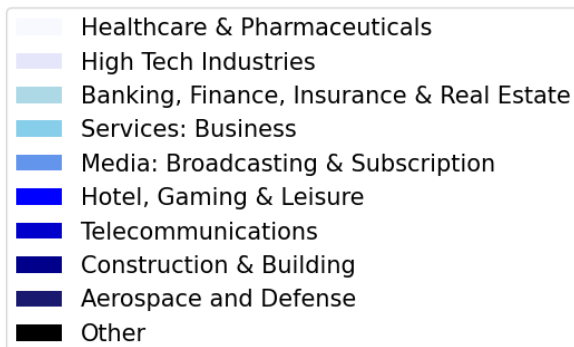 Healthcare & Pharmaceuticals
High Tech Industries
Banking, Finance, Insurance & Real Estate
Services: Business
Media: Broadcasting & Subscription
Hotel, Gaming & Leisure
Telecommunications
Construction & Building
Aerospace and Defense
Other